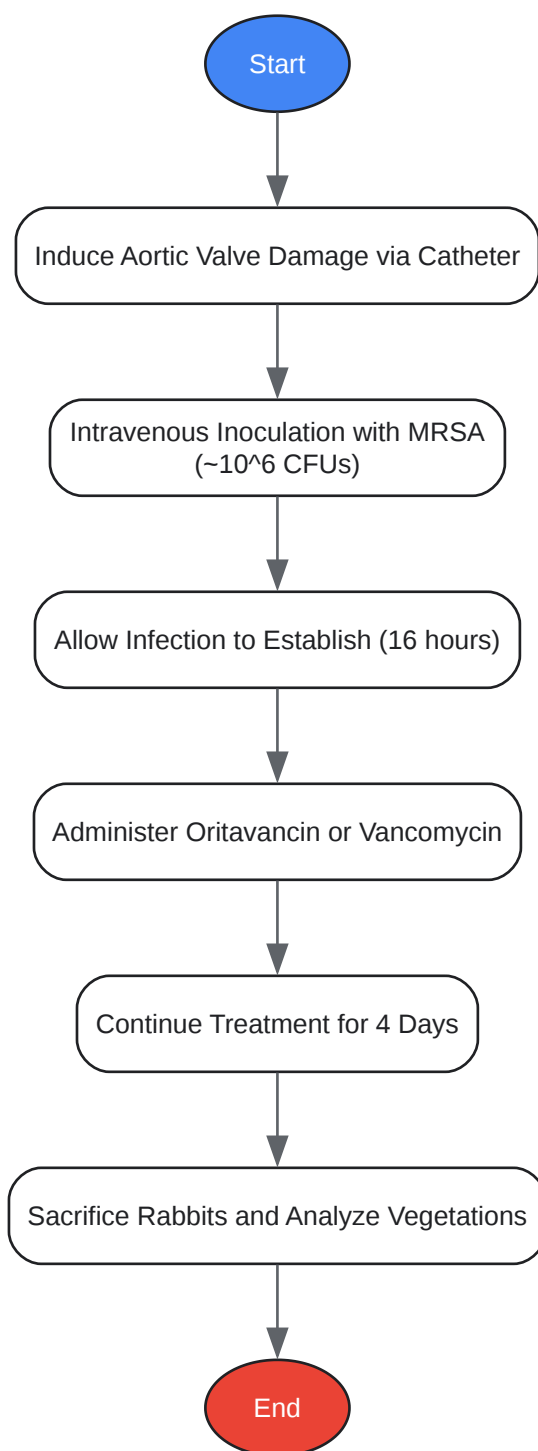 Start
Induce Aortic Valve Damage via Catheter
Intravenous Inoculation with MRSA
(~10^6 CFUs)
Allow Infection to Establish (16 hours)
Administer Oritavancin or Vancomycin
Continue Treatment for 4 Days
Sacrifice Rabbits and Analyze Vegetations
End